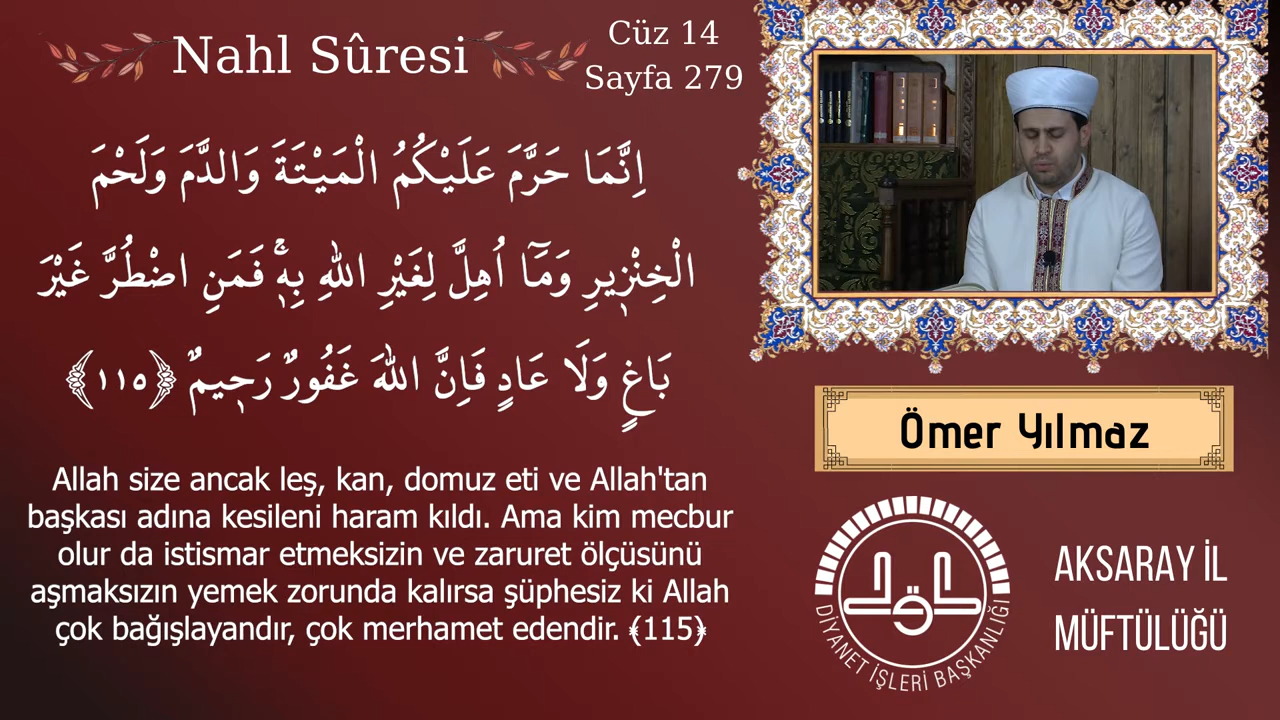 Nahl Sûresi
Cüz 14
Sayfa 279
اِنَّمَا حَرَّمَ عَلَيْكُمُ الْمَيْتَةَ وَالدَّمَ وَلَحْمَ
الْخِنْز۪يرِ وَمَٓا اُهِلَّ لِغَيْرِ اللّٰهِ بِه۪ۚ فَمَنِ اضْطُرَّ غَيْرَ
بَاغٍ وَلَا عَادٍ فَاِنَّ اللّٰهَ غَفُورٌ رَح۪يمٌ ﴿١١٥﴾
Allah size ancak leş, kan, domuz eti ve Allah'tan
başkası adına kesileni haram kıldı. Ama kim mecbur
olur da istismar etmeksizin ve zaruret ölçüsünü
aşmaksızın yemek zorunda kalırsa şüphesiz ki Allah
çok bağışlayandır, çok merhamet edendir. ﴾115﴿
Ömer Yılmaz
DİYANET İŞLERİ BAŞKANLIĞI
AKSARAY İL
MÜFTÜLÜĞÜ